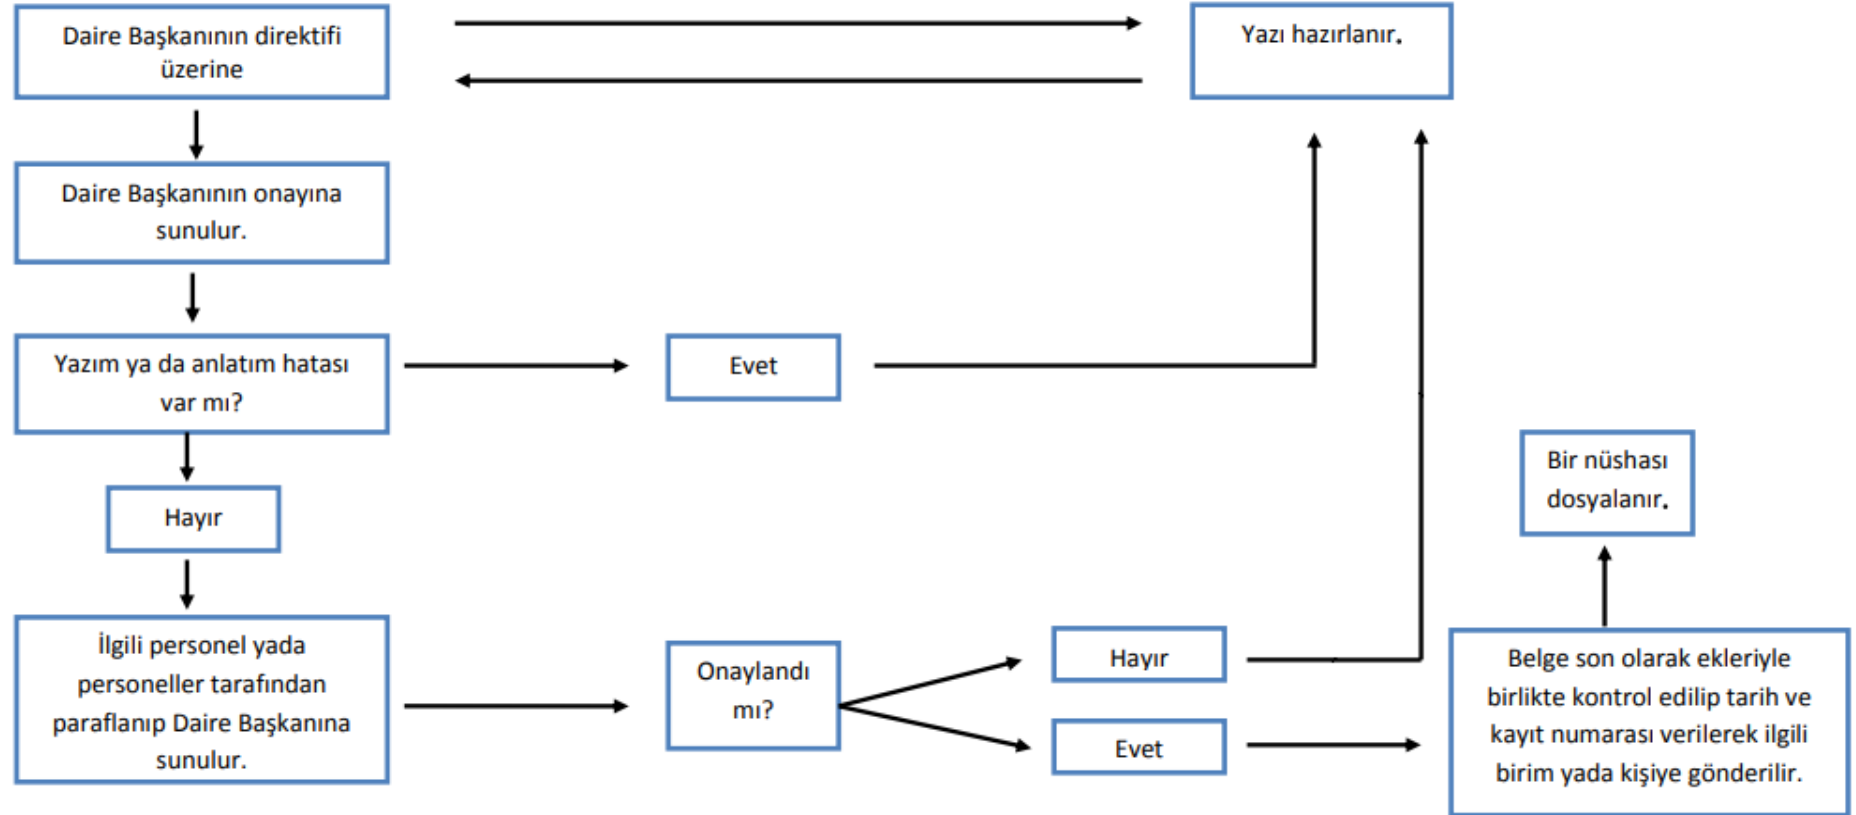 Daire Başkanının direktifi
üzerine
Yazı hazırlanır.
Daire Başkanının onayına
sunulur.
Yazım ya da anlatım hatası
var mı?
Evet
Hayır
İlgili personel yada
personeller tarafından
paraflanıp Daire Başkanına
sunulur.
Onaylandı
mı?
Hayır
Evet
Bir nüshası
dosyalanır.
Belge son olarak ekleriyle
birlikte kontrol edilip tarih ve
kayıt numarası verilerek ilgili
birim yada kişiye gönderilir.